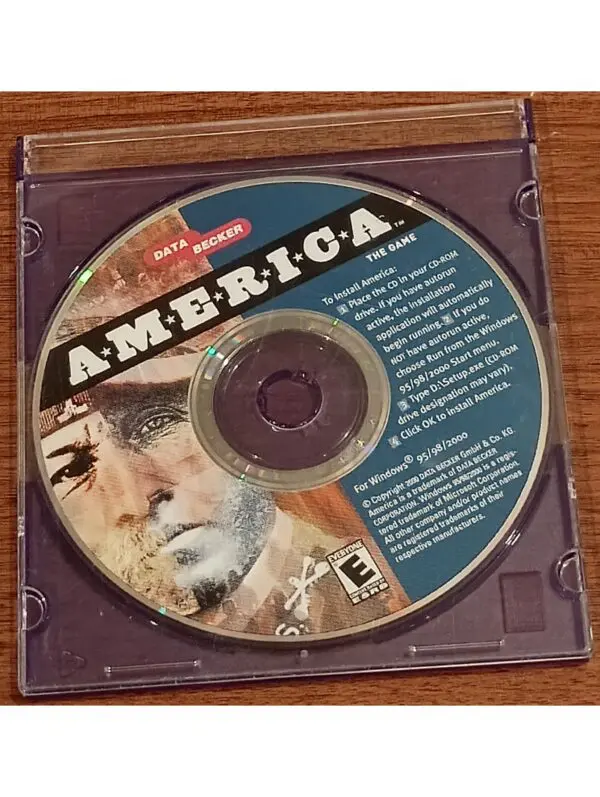 DATA BECKER
A★M★E★R★I★C★A™
THE GAME
To Install America:
1 Place the CD in your CD-ROM
drive. If you have autorun
active, the installation
application will automatically
begin running. 2 If you do
NOT have autorun active,
choose Run from the Windows
95/98/2000 Start menu.
3 Type D:\Setup.exe (CD-ROM
drive designation may vary).
4 Click OK to install America.
For Windows® 95/98/2000
© Copyright 2000 DATA BECKER GmbH & Co. KG.
America is a trademark of DATA BECKER
CORPORATION. Windows 95/98/2000 is a regis-
tered trademark of Microsoft Corporation.
All other company and/or product names
are registered trademarks of their
respective manufacturers.
EVERYONE
E
CONTENT RATED BY
ESRB